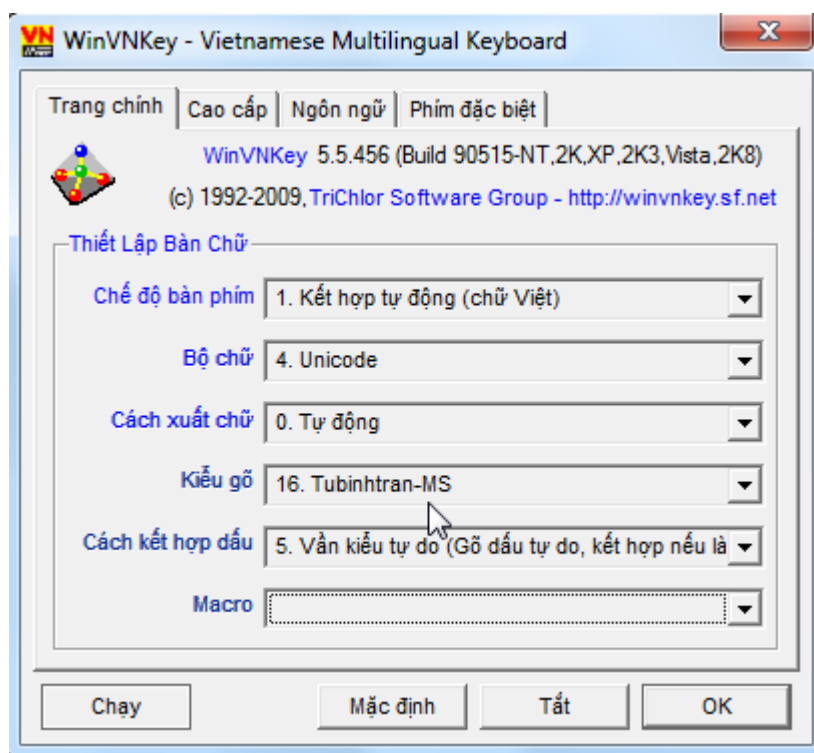 WinVNKey - Vietnamese Multilingual Keyboard
Trang chính Cao cấp Ngôn ngữ Phím đặc biệt
WinVNKey 5.5.456 (Build 90515-NT,2K,XP,2K3,Vista,2K8)
(c) 1992-2009, TriChlor Software Group - http://winvnkey.sf.net
Thiết Lập Bàn Chữ
Chế độ bàn phím 1. Kết hợp tự động (chữ Việt)
Bộ chữ 4. Unicode
Cách xuất chữ 0. Tự động
Kiểu gõ 16. Tubinhtran-MS
Cách kết hợp dấu 5. Vần kiểu tự do (Gõ dấu tự do, kết hợp nếu là
Macro
Chạy Mặc định Tắt OK